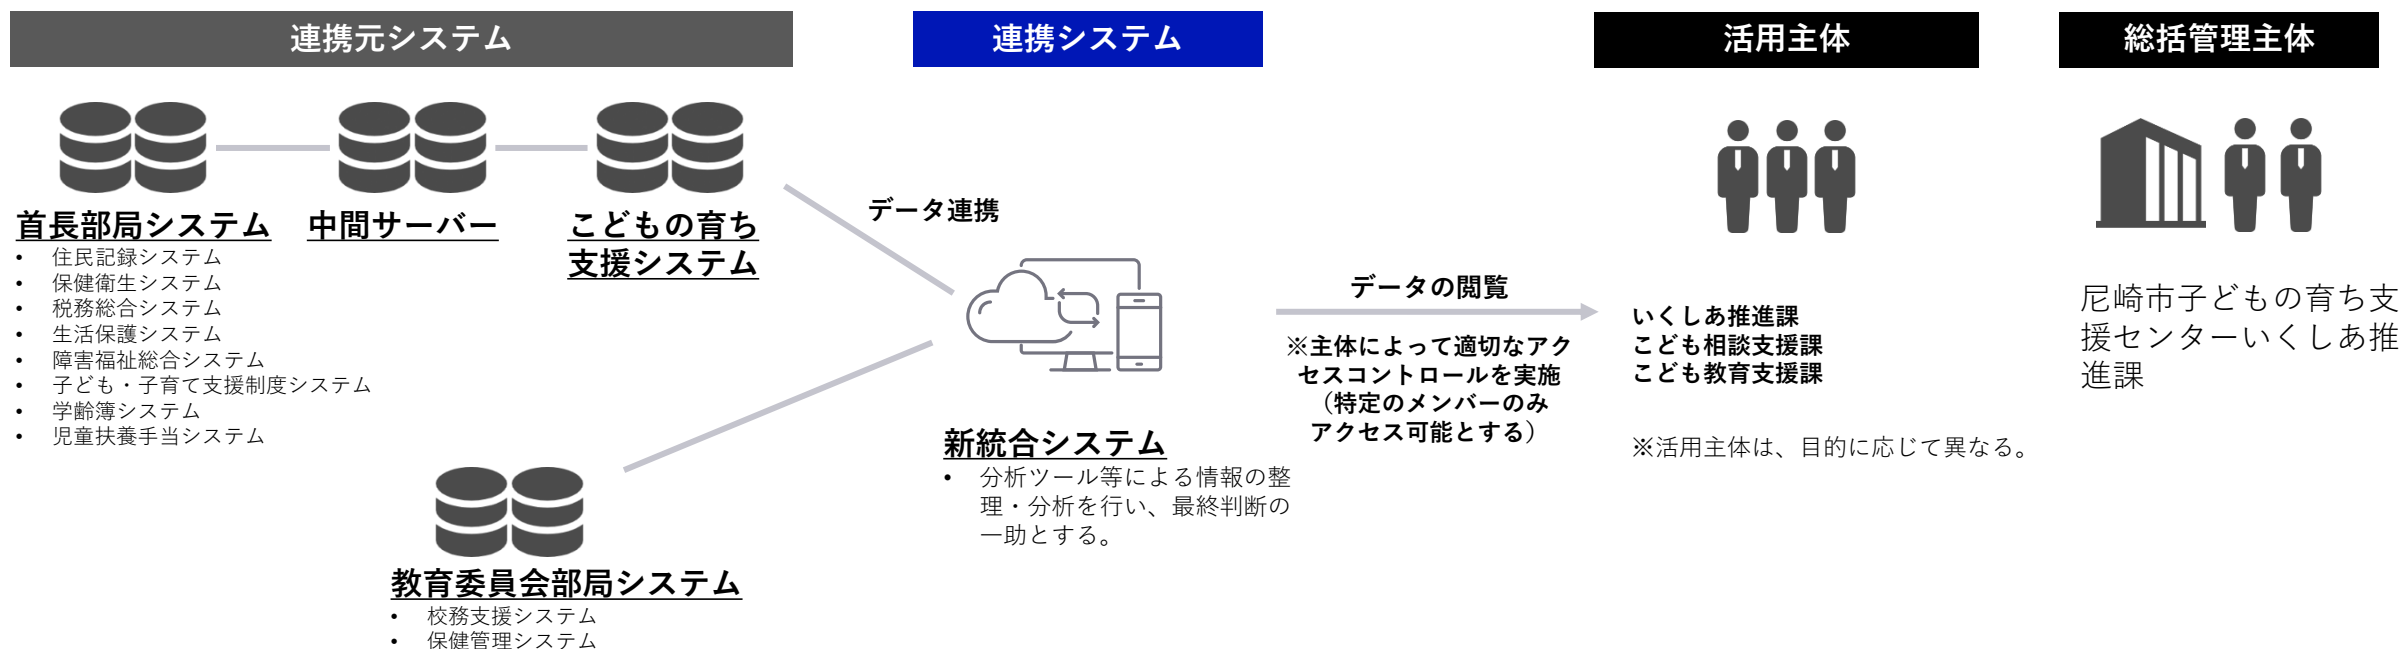 連携元システム
連携システム
活用主体
総括管理主体
首長部局システム
• 住民記録システム
• 保健衛生システム
• 税務総合システム
• 生活保護システム
• 障害福祉総合システム
• 子ども・子育て支援制度システム
• 学齢簿システム
• 児童扶養手当システム
中間サーバー
こどもの育ち
支援システム
教育委員会部局システム
• 校務支援システム
• 保健管理システム
データ連携
新統合システム
• 分析ツール等による情報の整
理・分析を行い、最終判断の
一助とする。
データの閲覧
※主体によって適切なアク
セスコントロールを実施
（特定のメンバーのみ
アクセス可能とする）
いくしあ推進課
こども相談支援課
こども教育支援課
※活用主体は、目的に応じて異なる。
尼崎市子どもの育ち支
援センターいくしあ推
進課